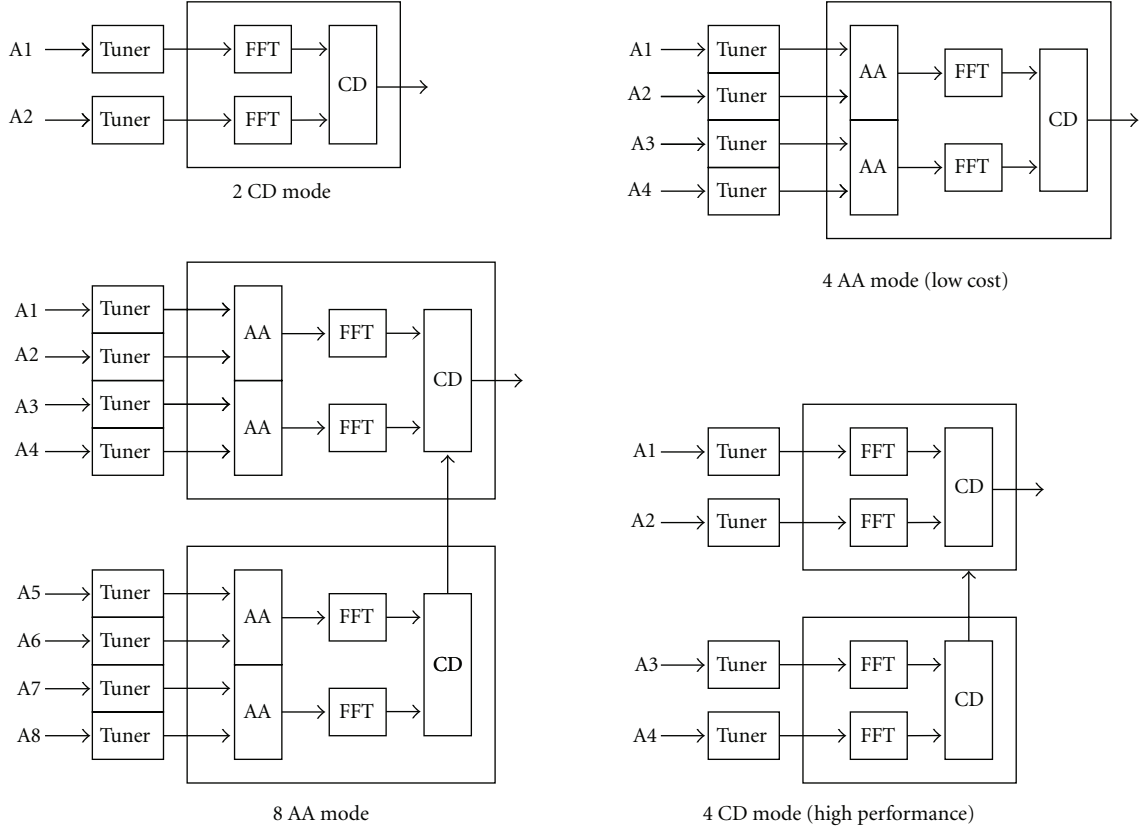 A1 Tuner FFT
CD
A2 Tuner FFT
2 CD mode
A1 Tuner
AA FFT
A2 Tuner
CD
A3 Tuner
AA FFT
A4 Tuner
4 AA mode (low cost)
A1 Tuner
AA FFT
A2 Tuner
CD
A3 Tuner
AA FFT
A4 Tuner
A5 Tuner
AA FFT
A6 Tuner
CD
A7 Tuner
AA FFT
A8 Tuner
8 AA mode
A1 Tuner FFT
CD
A2 Tuner FFT
A3 Tuner FFT
CD
A4 Tuner FFT
4 CD mode (high performance)